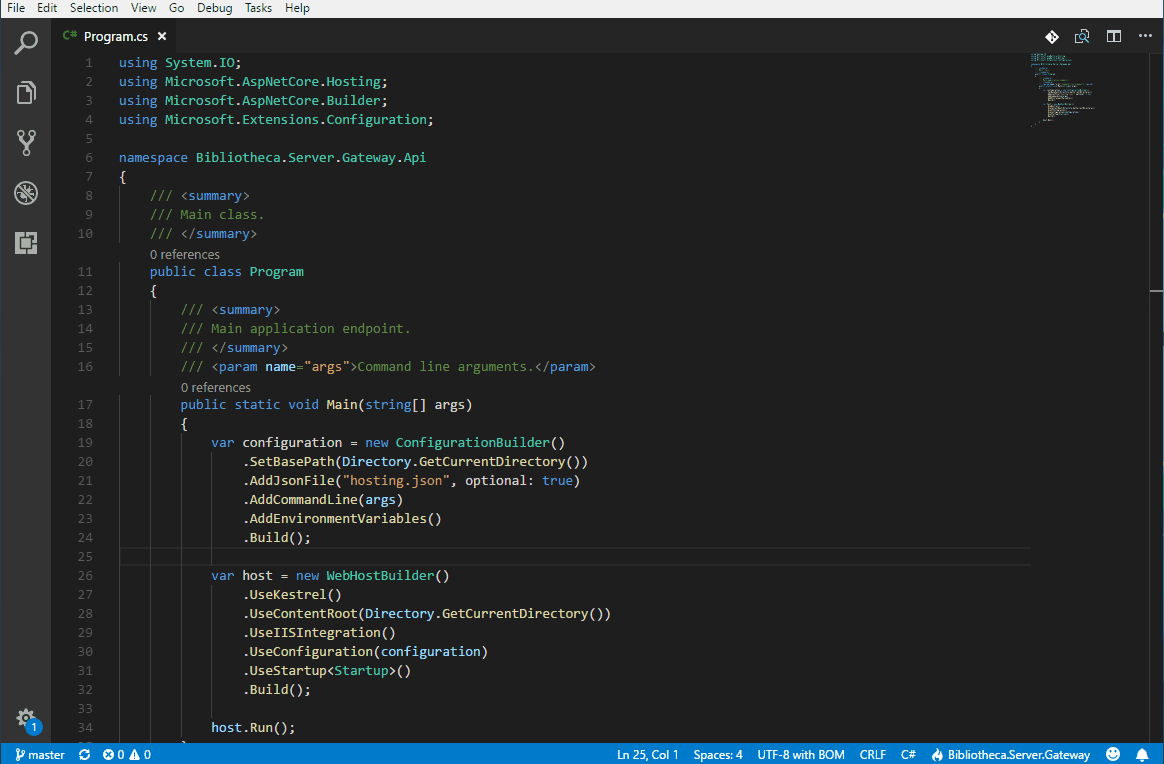 File Edit Selection View Go Debug Tasks Help
C# Program.cs ×
1 using System.IO;
2 using Microsoft.AspNetCore.Hosting;
3 using Microsoft.AspNetCore.Builder;
4 using Microsoft.Extensions.Configuration;
5
6 namespace Bibliotheca.Server.Gateway.Api
7 {
8 /// <summary>
9 /// Main class.
10 /// </summary>
0 references
11 public class Program
12 {
13 /// <summary>
14 /// Main application endpoint.
15 /// </summary>
16 /// <param name="args">Command line arguments.</param>
0 references
17 public static void Main(string[] args)
18 {
19 var configuration = new ConfigurationBuilder()
20 .SetBasePath(Directory.GetCurrentDirectory())
21 .AddJsonFile("hosting.json", optional: true)
22 .AddCommandLine(args)
23 .AddEnvironmentVariables()
24 .Build();
25
26 var host = new WebHostBuilder()
27 .UseKestrel()
28 .UseContentRoot(Directory.GetCurrentDirectory())
29 .UseIISIntegration()
30 .UseConfiguration(configuration)
31 .UseStartup<Startup>()
32 .Build();
33
34 host.Run();
1
master 0 0 Ln 25, Col 1 Spaces: 4 UTF-8 with BOM CRLF C# Bibliotheca.Server.Gateway